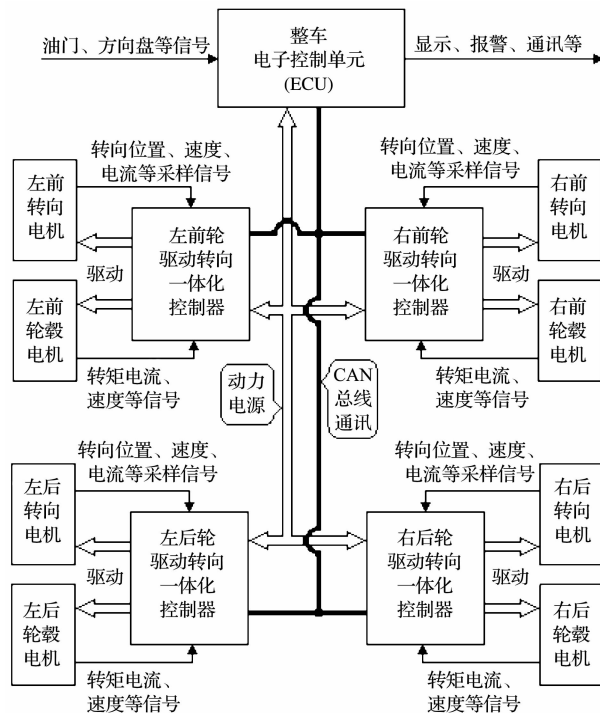 油门、方向盘等信号
整车
电子控制单元
(ECU)
显示、报警、通讯等
转向位置、速度、
电流等采样信号
转向位置、速度、
电流等采样信号
左前
转向
电机
左前轮
驱动转向
一体化
控制器
右前轮
驱动转向
一体化
控制器
右前
转向
电机
驱动
驱动
左前
轮毂
电机
右前
轮毂
电机
转矩电流、
速度等信号
动力
电源
CAN
总线
通讯
转矩电流、
速度等信号
转向位置、速度、
电流等采样信号
转向位置、速度、
电流等采样信号
左后
转向
电机
左后轮
驱动转向
一体化
控制器
右后轮
驱动转向
一体化
控制器
右后
转向
电机
驱动
驱动
左后
轮毂
电机
右后
轮毂
电机
转矩电流、
速度等信号
转矩电流、
速度等信号